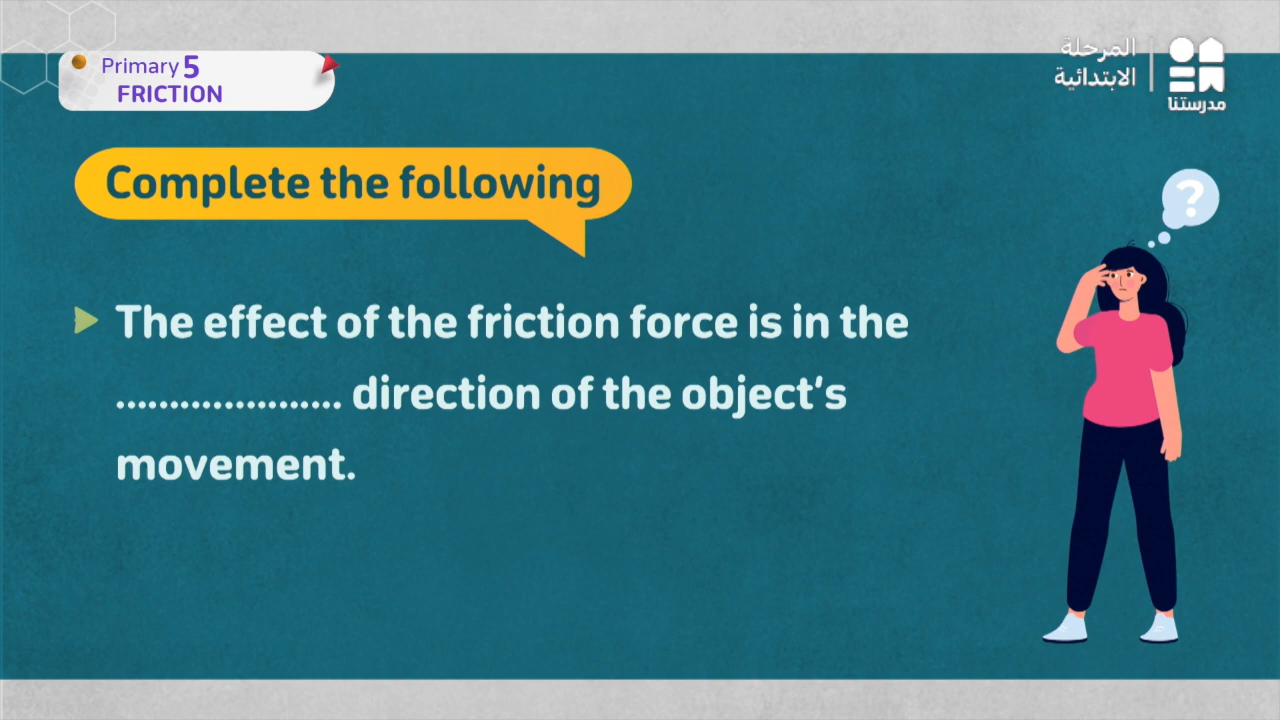 Primary 5
FRICTION
المرحلة
الابتدائية
مدرستنا
Complete the following
?
The effect of the friction force is in the
..................... direction of the object's
movement.